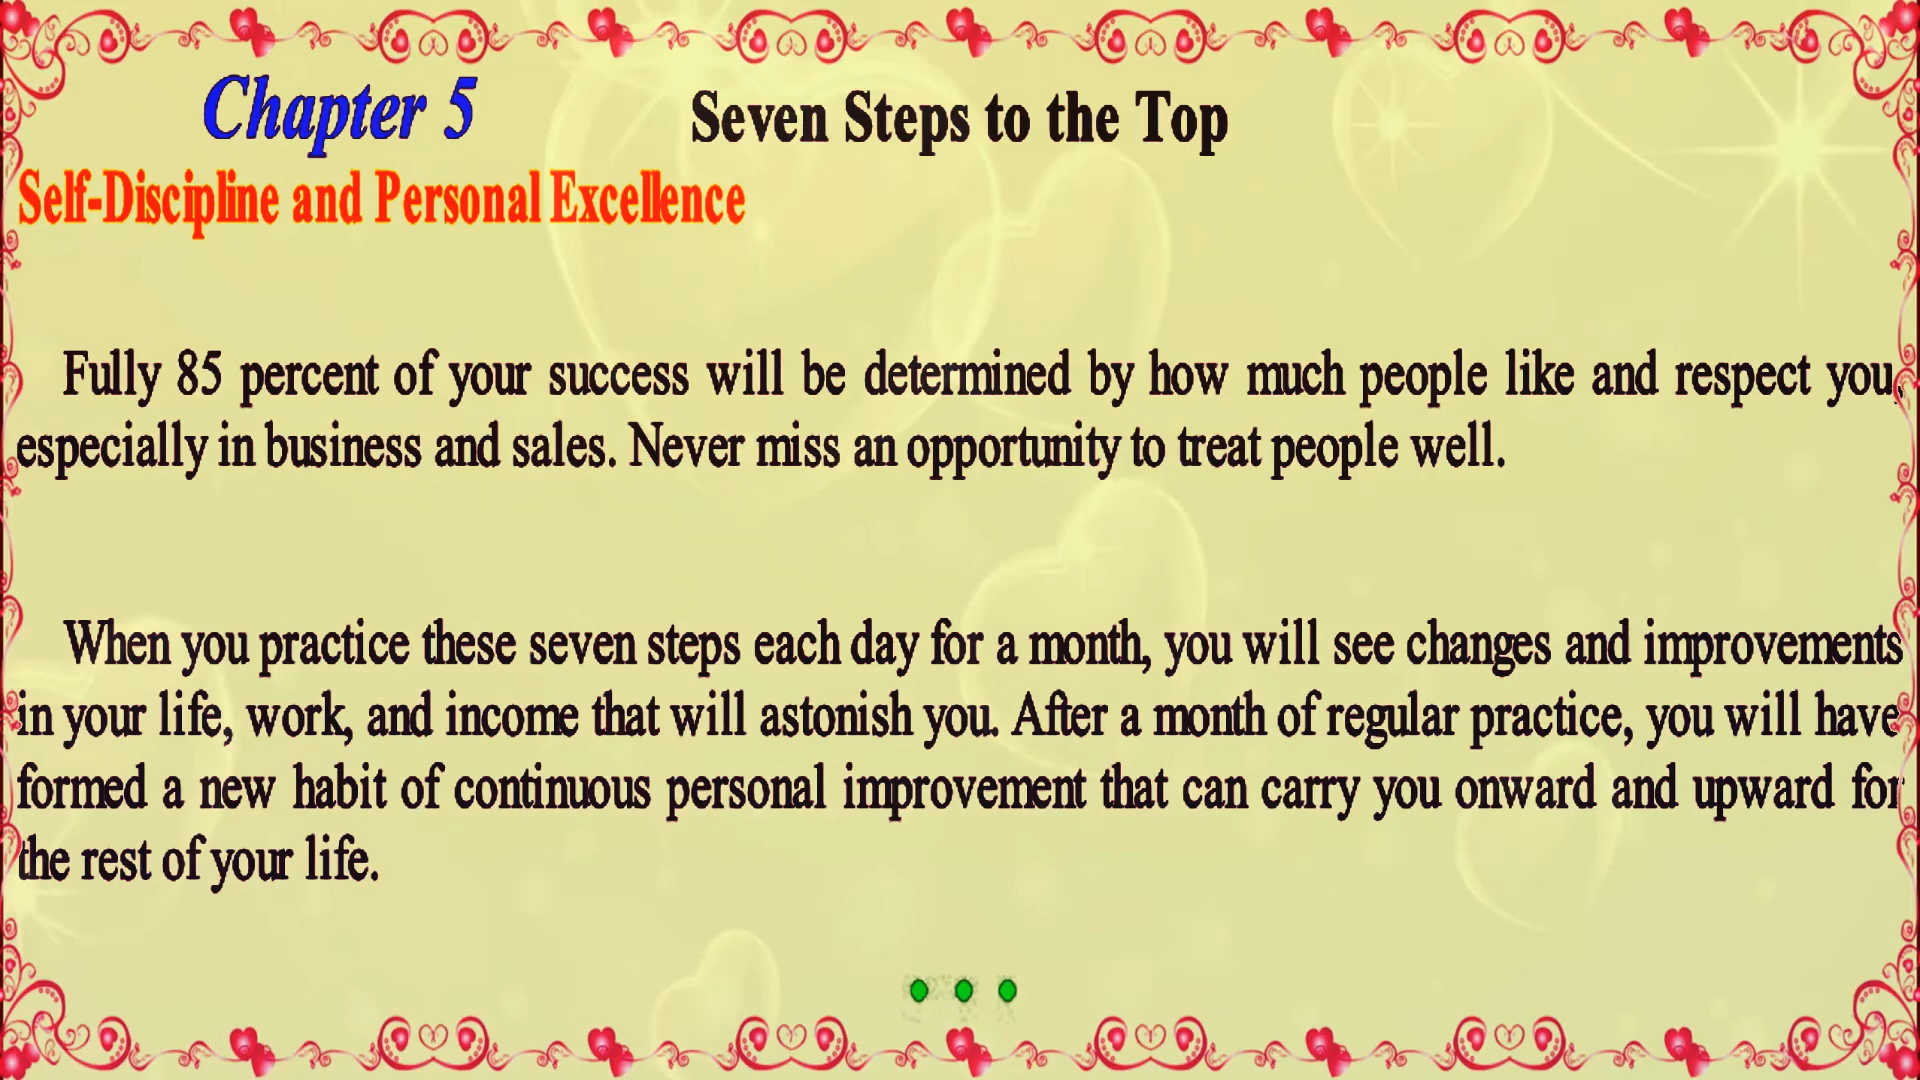 Chapter 5
Seven Steps to the Top
Self-Discipline and Personal Excellence
Fully 85 percent of your success will be determined by how much people like and respect you,
especially in business and sales. Never miss an opportunity to treat people well.
When you practice these seven steps each day for a month, you will see changes and improvements
in your life, work, and income that will astonish you. After a month of regular practice, you will have
formed a new habit of continuous personal improvement that can carry you onward and upward for
the rest of your life.